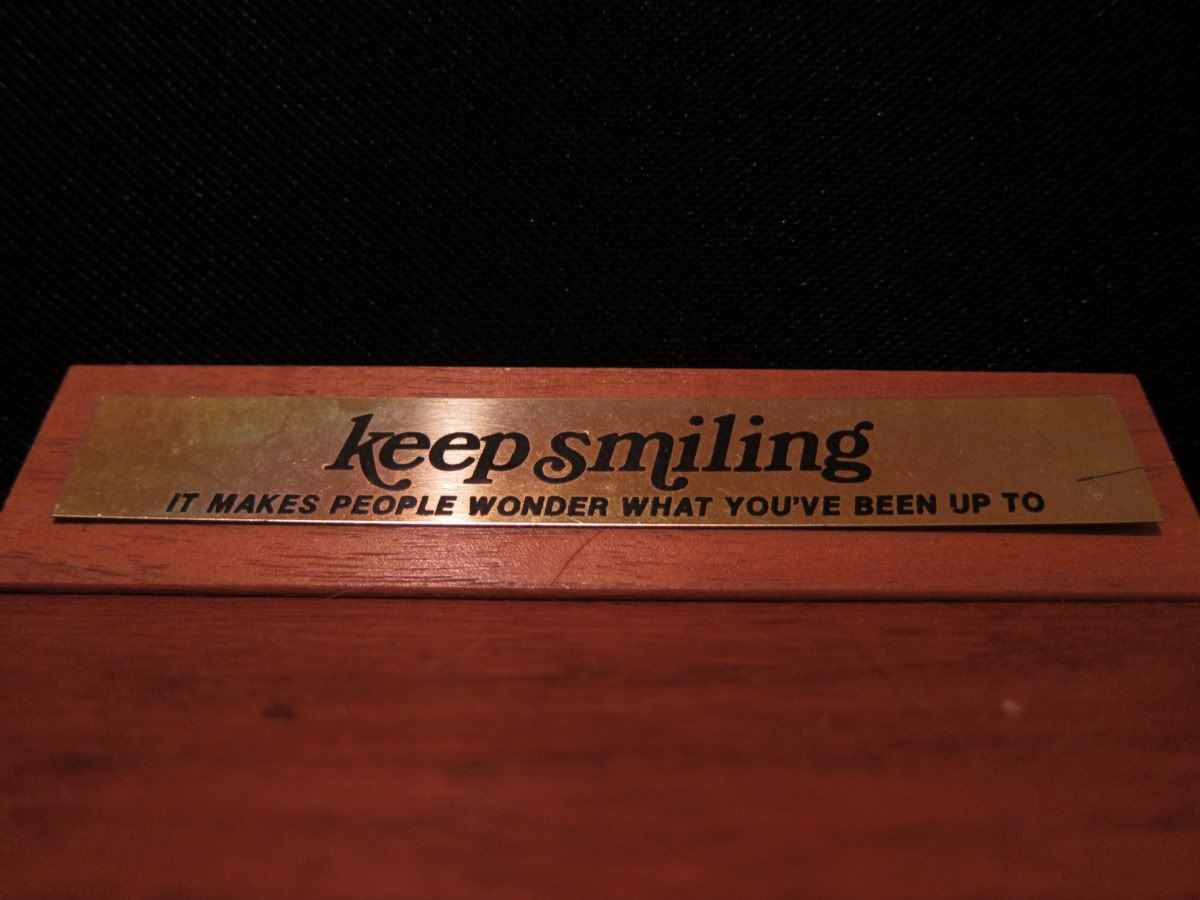 keep smiling
IT MAKES PEOPLE WONDER WHAT YOU'VE BEEN UP TO